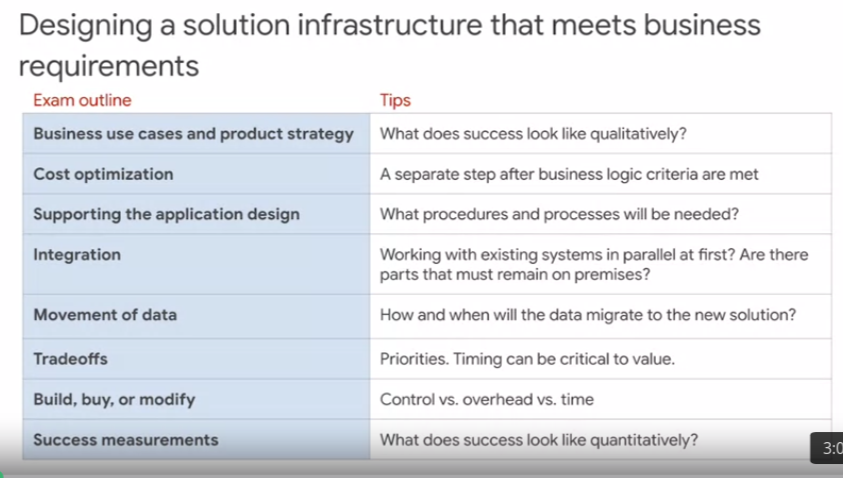 Designing a solution infrastructure that meets business
requirements
Exam outline
Tips
Business use cases and product strategy
What does success look like qualitatively?
Cost optimization
A separate step after business logic criteria are met
Supporting the application design
What procedures and processes will be needed?
Integration
Working with existing systems in parallel at first? Are there
parts that must remain on premises?
Movement of data
How and when will the data migrate to the new solution?
Tradeoffs
Priorities. Timing can be critical to value.
Build, buy, or modify
Control vs. overhead vs. time
Success measurements
What does success look like quantitatively?
3:0